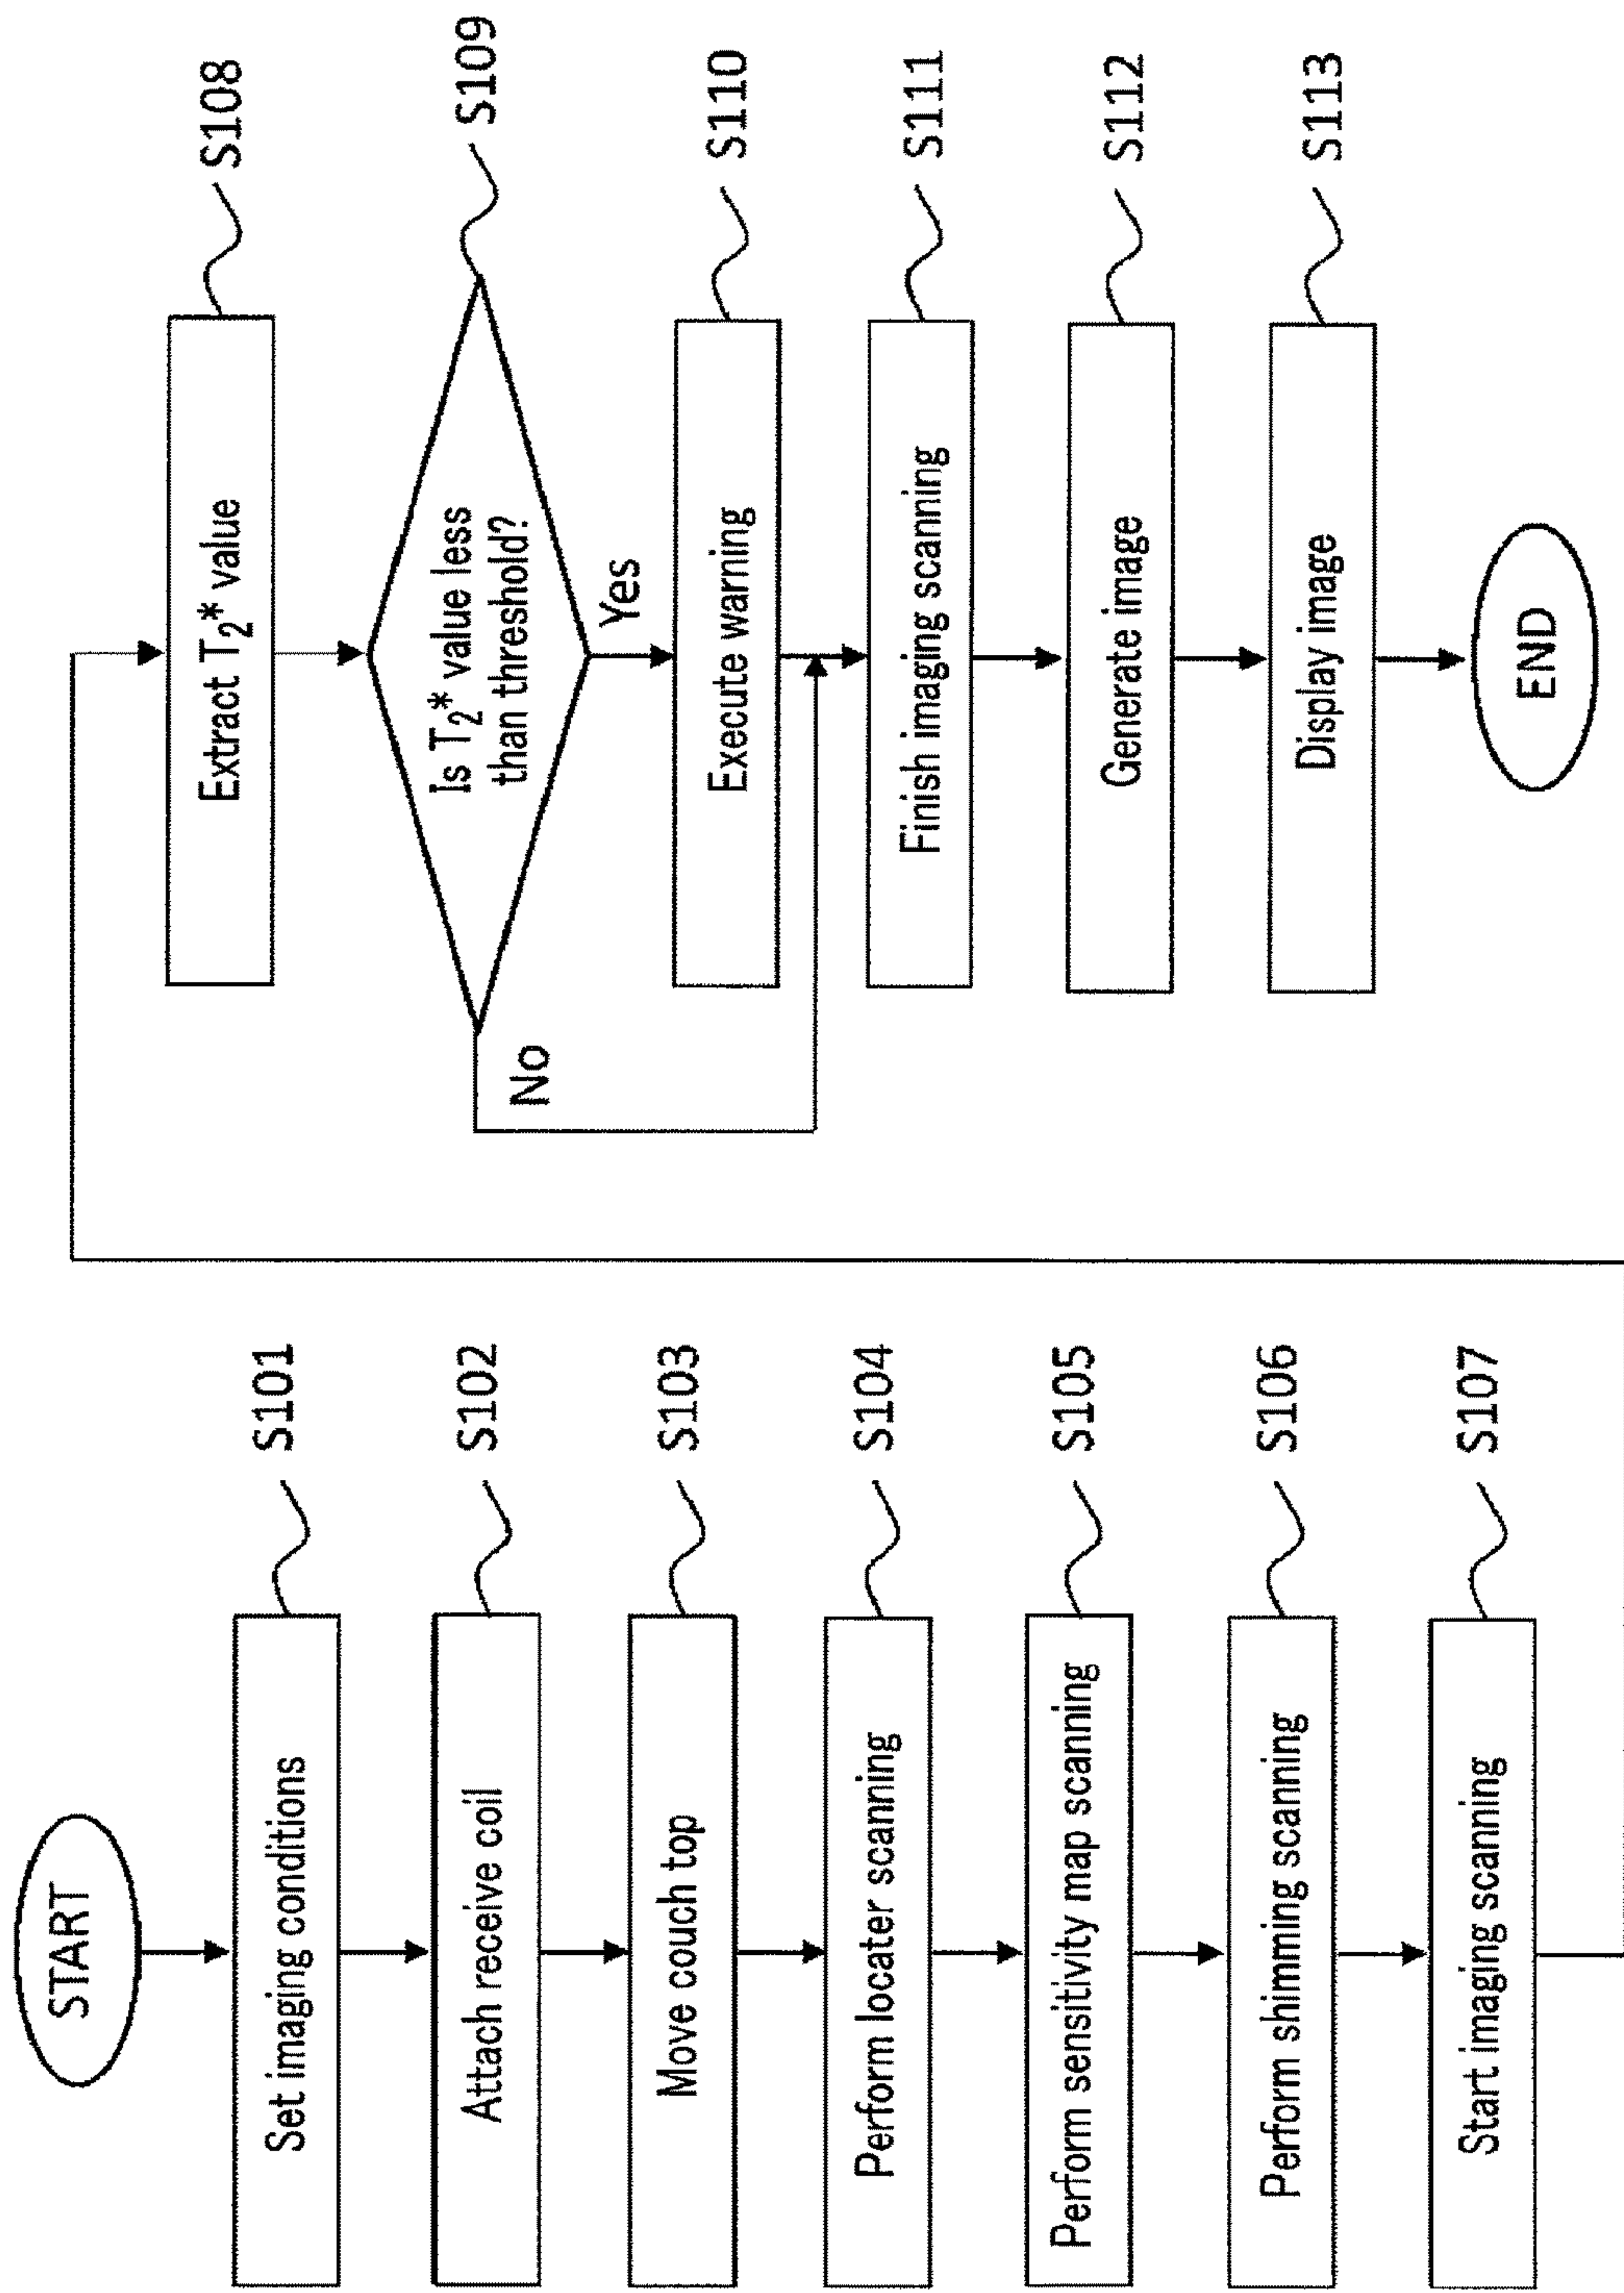 START
Set imaging conditions
S101
Attach receive coil
S102
Move couch top
S103
Perform locater scanning
S104
Perform sensitivity map scanning
S105
Perform shimming scanning
S106
Start imaging scanning
S107
Extract T2* value
S108
Is T2* value less
than threshold?
S109
Yes
No
Execute warning
S110
Finish imaging scanning
S111
Generate image
S112
Display image
S113
END